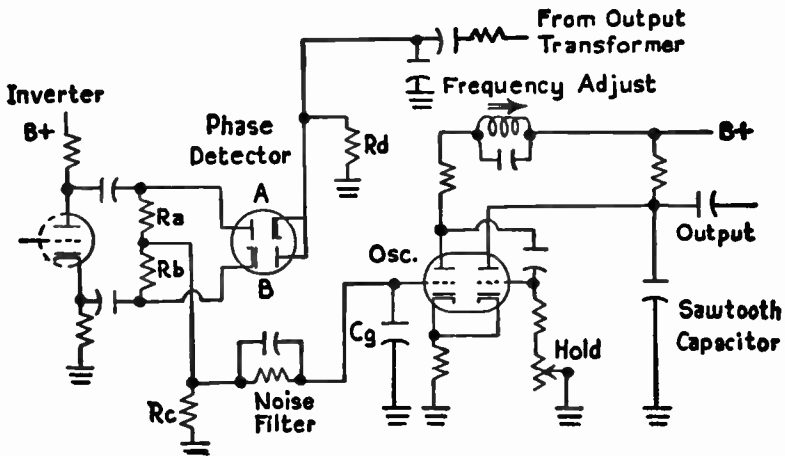 From Output
Transformer
Frequency Adjust
Inverter
B+
Phase
Detector
Rd
B+
A
Ra
Rb
B
Osc.
Output
Cg
Sawtooth
Capacitor
Hold
Noise
Filter
Rc